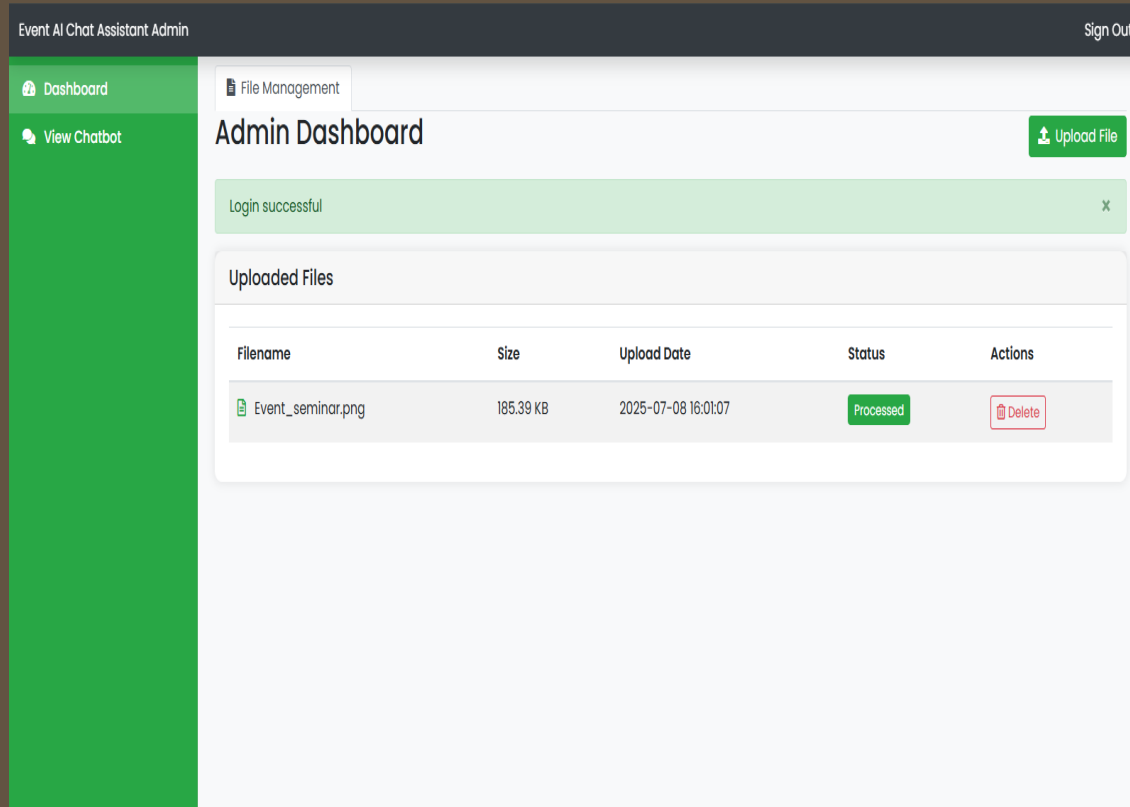 Event AI Chat Assistant Admin
Sign Out
Dashboard
View Chatbot
File Management
Admin Dashboard
Upload File
Login successful
×
Uploaded Files
Filename Size Upload Date Status Actions
Event_seminar.png 185.39 KB 2025-07-08 16:01:07 Processed Delete